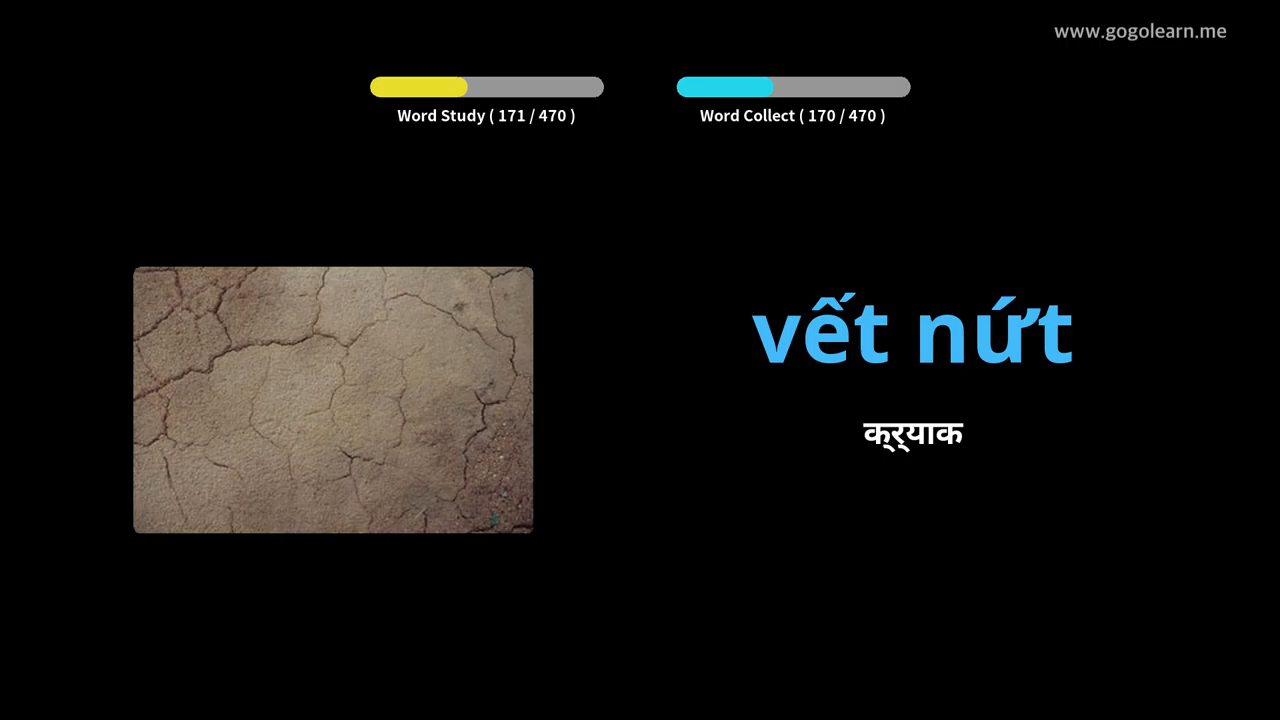 www.gogolearn.me
Word Study ( 171 / 470 )
Word Collect ( 170 / 470 )
vết nứt
क्र्याक